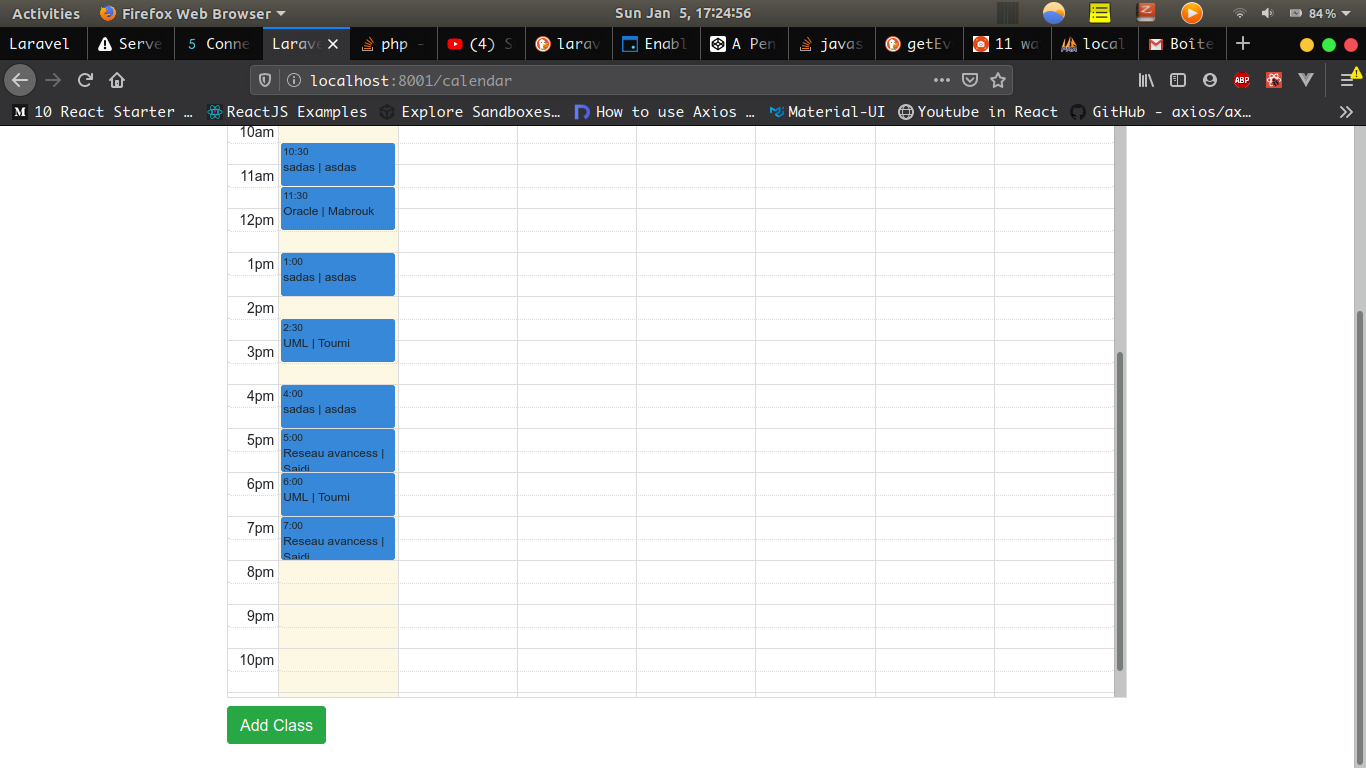 Activities Firefox Web Browser Sun Jan 5, 17:24:56 84%
Laravel Serve 5 Conne Larave php - (4) S larav Enabl A Pen javas getEv 11 wa local Boîte
localhost:8001/calendar ABP
M 10 React Starter … ReactJS Examples Explore Sandboxes… How to use Axios … Material-UI Youtube in React GitHub - axios/ax…
10am
10:30
sadas | asdas
11am
11:30
Oracle | Mabrouk
12pm
1pm
1:00
sadas | asdas
2pm
2:30
UML | Toumi
3pm
4pm
4:00
sadas | asdas
5pm
5:00
Reseau avancess |
Saidi
6pm
6:00
UML | Toumi
7pm
7:00
Reseau avancess |
Saidi
8pm
9pm
10pm
Add Class